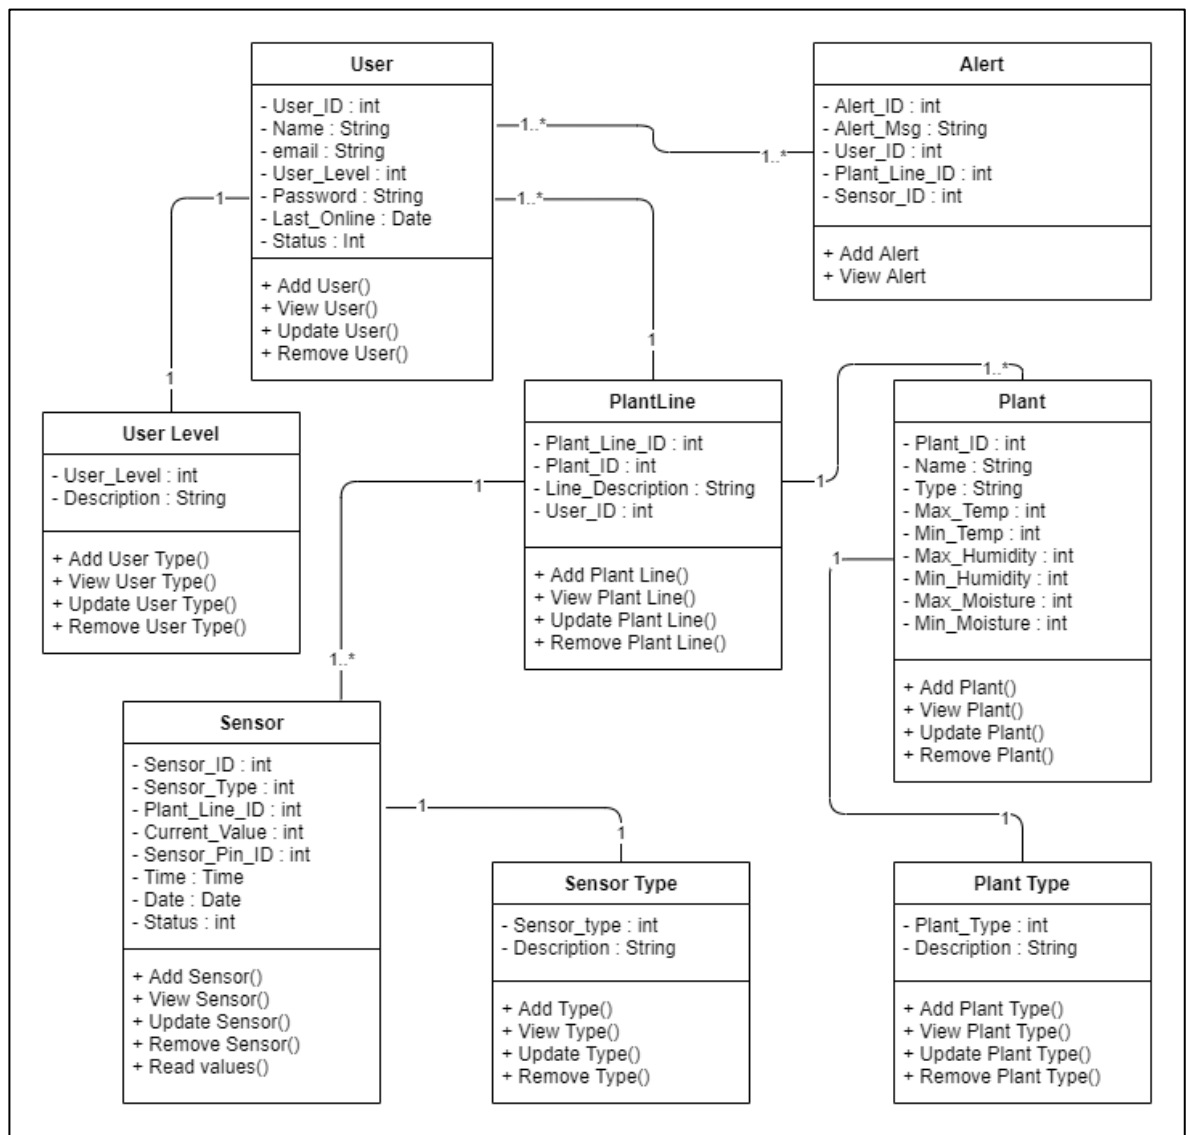 User
- User_ID : int
- Name : String
- email : String
- User_Level : int
- Password : String
- Last_Online : Date
- Status : Int
+ Add User()
+ View User()
+ Update User()
+ Remove User()
1..*
1..*
Alert
- Alert_ID : int
- Alert_Msg : String
- User_ID : int
- Plant_Line_ID : int
- Sensor_ID : int
+ Add Alert
+ View Alert
1
1
1..*
1
User Level
- User_Level : int
- Description : String
+ Add User Type()
+ View User Type()
+ Update User Type()
+ Remove User Type()
PlantLine
- Plant_Line_ID : int
- Plant_ID : int
- Line_Description : String
- User_ID : int
+ Add Plant Line()
+ View Plant Line()
+ Update Plant Line()
+ Remove Plant Line()
1
1..*
Plant
- Plant_ID : int
- Name : String
- Type : String
- Max_Temp : int
- Min_Temp : int
- Max_Humidity : int
- Min_Humidity : int
- Max_Moisture : int
- Min_Moisture : int
+ Add Plant()
+ View Plant()
+ Update Plant()
+ Remove Plant()
1
1..*
Sensor
- Sensor_ID : int
- Sensor_Type : int
- Plant_Line_ID : int
- Current_Value : int
- Sensor_Pin_ID : int
- Time : Time
- Date : Date
- Status : int
+ Add Sensor()
+ View Sensor()
+ Update Sensor()
+ Remove Sensor()
+ Read values()
1
1
Sensor Type
- Sensor_type : int
- Description : String
+ Add Type()
+ View Type()
+ Update Type()
+ Remove Type()
1
1
Plant Type
- Plant_Type : int
- Description : String
+ Add Plant Type()
+ View Plant Type()
+ Update Plant Type()
+ Remove Plant Type()